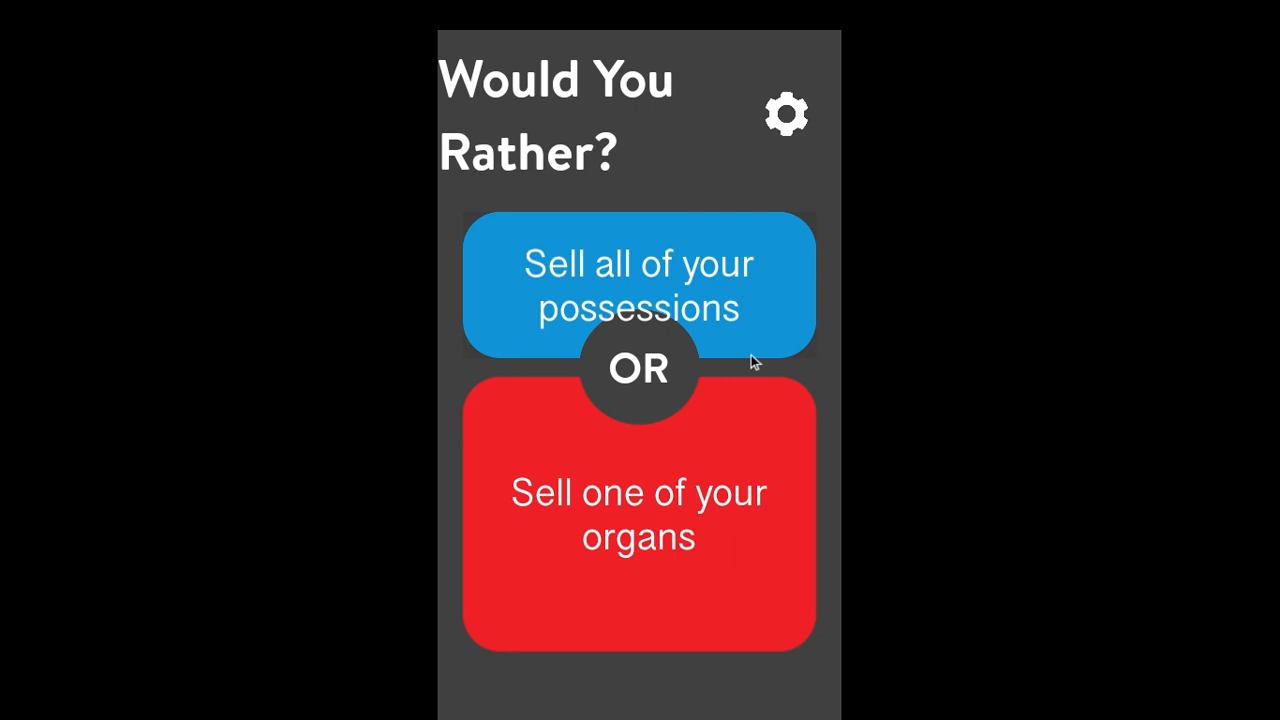 Would You
Rather?
Sell all of your
possessions
OR
Sell one of your
organs